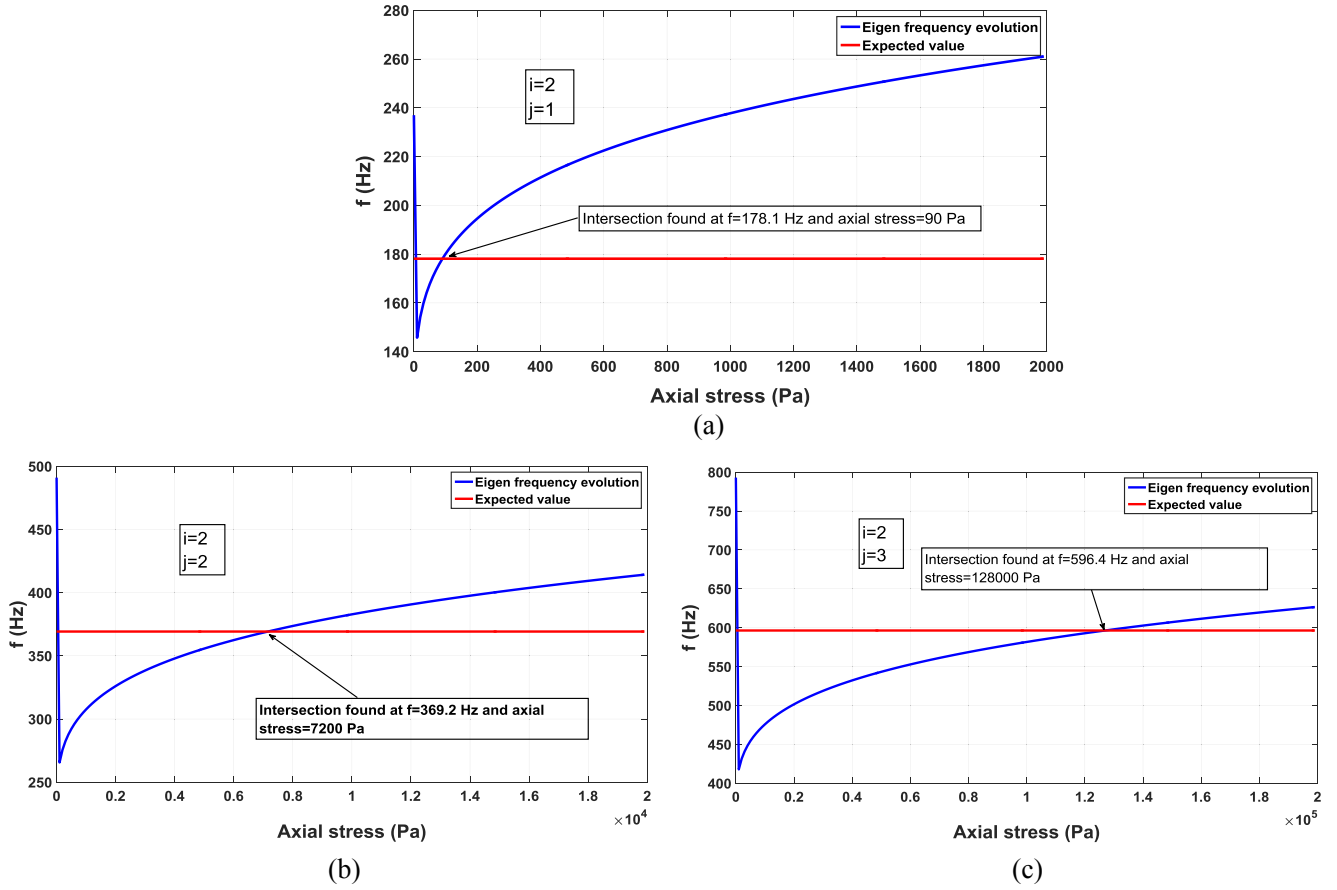 280
260
240
220
200
180
160
140
f (Hz)
Eigen frequency evolution
Expected value
i=2
j=1
Intersection found at f=178.1 Hz and axial stress=90 Pa
0 200 400 600 800 1000 1200 1400 1600 1800 2000
Axial stress (Pa)
(a)
500
450
400
350
300
250
f (Hz)
Eigen frequency evolution
Expected value
i=2
j=2
Intersection found at f=369.2 Hz and axial
stress=7200 Pa
0 0.2 0.4 0.6 0.8 1 1.2 1.4 1.6 1.8 2
×10⁴
Axial stress (Pa)
(b)
800
750
700
650
600
550
500
450
400
f (Hz)
Eigen frequency evolution
Expected value
i=2
j=3
Intersection found at f=596.4 Hz and axial
stress=128000 Pa
0 0.2 0.4 0.6 0.8 1 1.2 1.4 1.6 1.8 2
×10⁵
Axial stress (Pa)
(c)